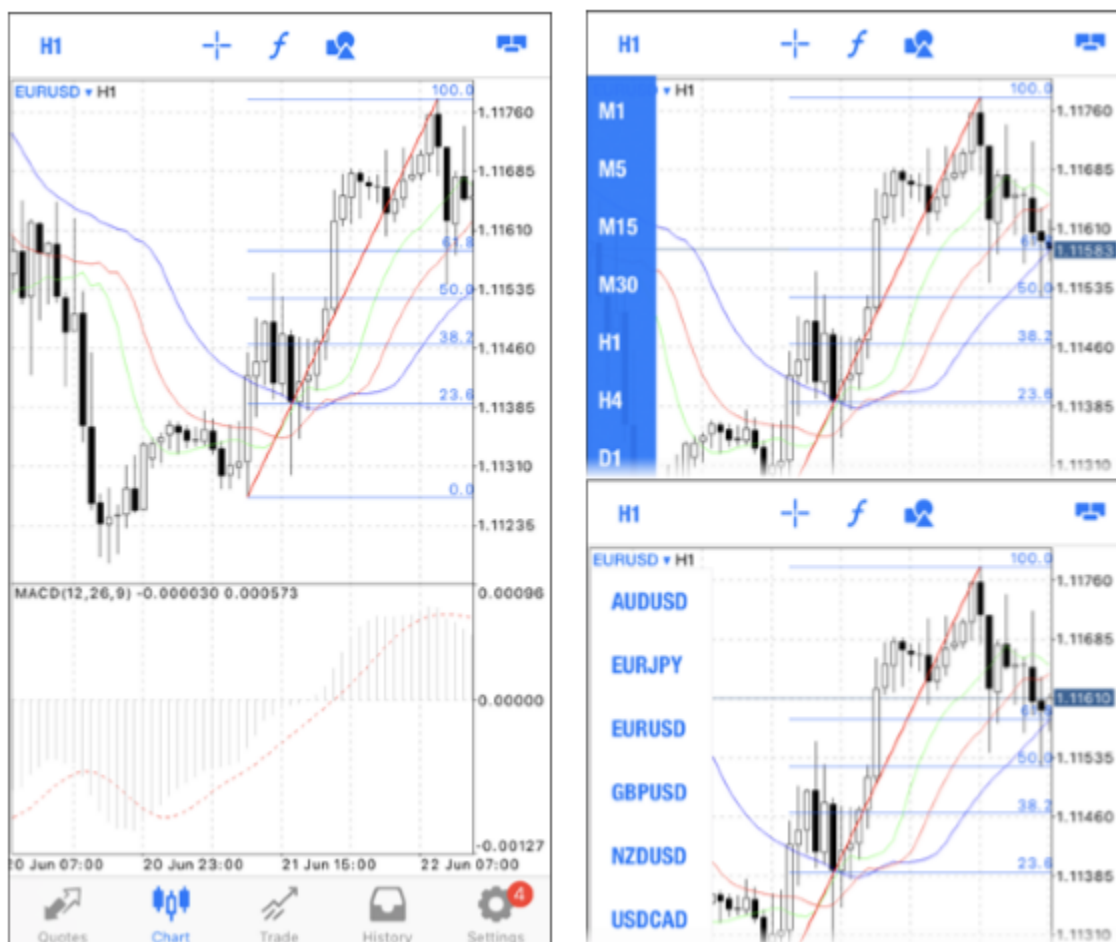 H1
EURUSD ▾ H1
100.0
1.11760
1.11685
61.8
1.11610
50.0
1.11535
38.2
1.11460
23.6
1.11385
1.11310
0.0
1.11235
MACD(12,26,9) -0.000030 0.000573
0.00096
0.00000
-0.00127
20 Jun 07:00 20 Jun 23:00 21 Jun 15:00 22 Jun 07:00
4
Quotes Chart Trade History Settings
H1
▾ H1
100.0
M1
1.11760
M5
1.11685
M15
1.11610
1.11583
M30
50.0
1.11535
H1
38.2
1.11460
H4
23.6
1.11385
D1
1.11310
H1
EURUSD ▾ H1
100.0
1.11760
AUDUSD
EURJPY
1.11610
EURUSD
50.0
1.11535
GBPUSD
38.2
1.11460
NZDUSD
23.6
1.11385
USDCAD
1.11310